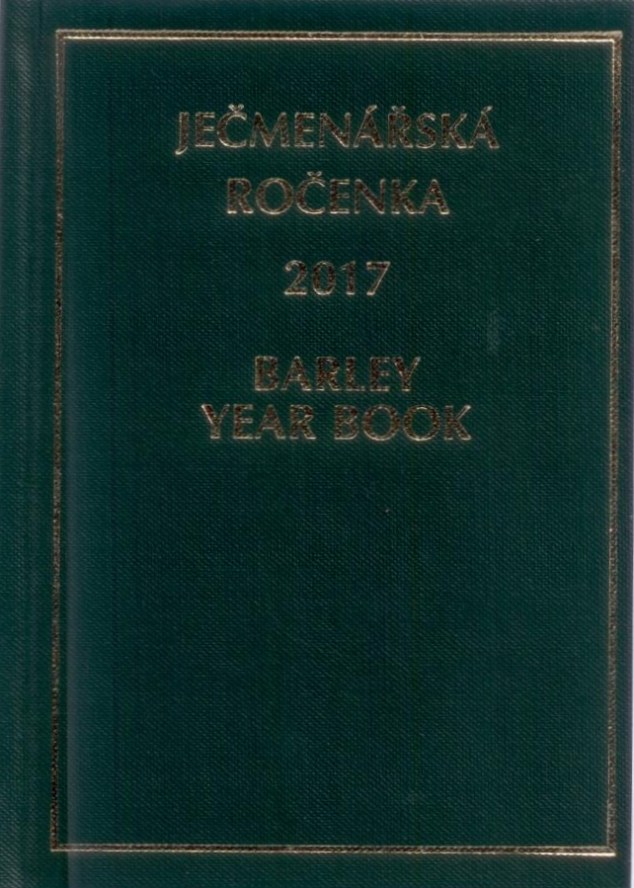 JEČMENÁŘSKÁ
ROČENKA
2017
BARLEY
YEAR BOOK